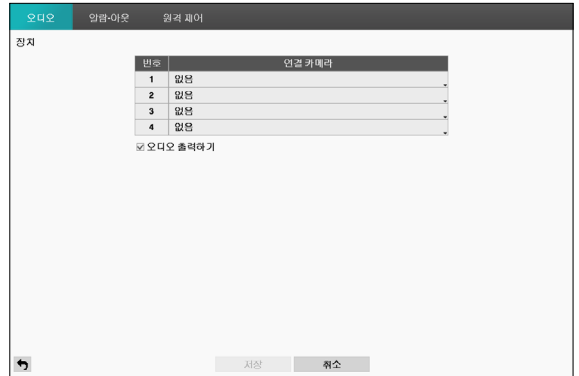 오디오 알람-아웃 원격 제어
장치
번호 연결 카메라
1 없음
2 없음
3 없음
4 없음
오디오 출력하기
저장 취소